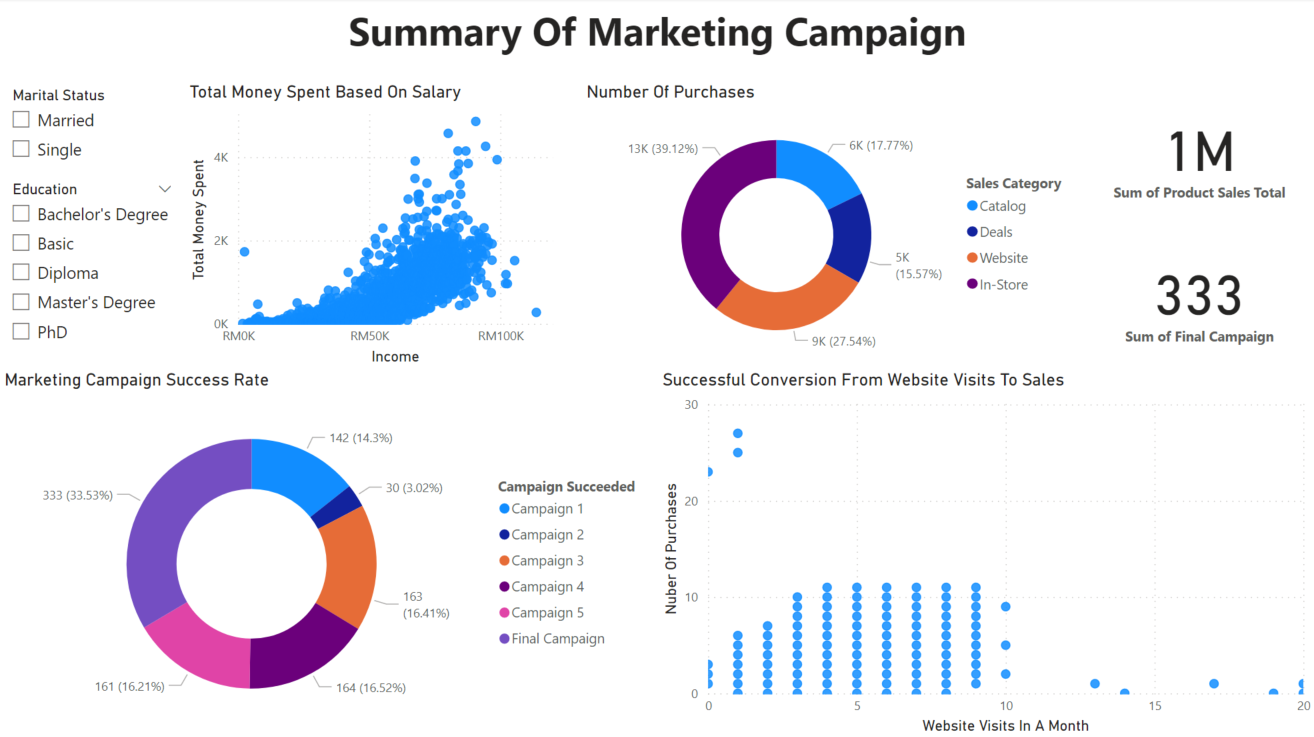 Summary Of Marketing Campaign
Marital Status
Married
Single
Education
Bachelor's Degree
Basic
Diploma
Master's Degree
PhD
Total Money Spent Based On Salary
Total Money Spent
4K
2K
0K
RM0K
RM50K
RM100K
Income
Number Of Purchases
13K (39.12%)
6K (17.77%)
5K
(15.57%)
9K (27.54%)
Sales Category
Catalog
Deals
Website
In-Store
1M
Sum of Product Sales Total
333
Sum of Final Campaign
Marketing Campaign Success Rate
142 (14.3%)
30 (3.02%)
163
(16.41%)
164 (16.52%)
161 (16.21%)
333 (33.53%)
Campaign Succeeded
Campaign 1
Campaign 2
Campaign 3
Campaign 4
Campaign 5
Final Campaign
Successful Conversion From Website Visits To Sales
Nuber Of Purchases
30
20
10
0
0
5
10
15
20
Website Visits In A Month